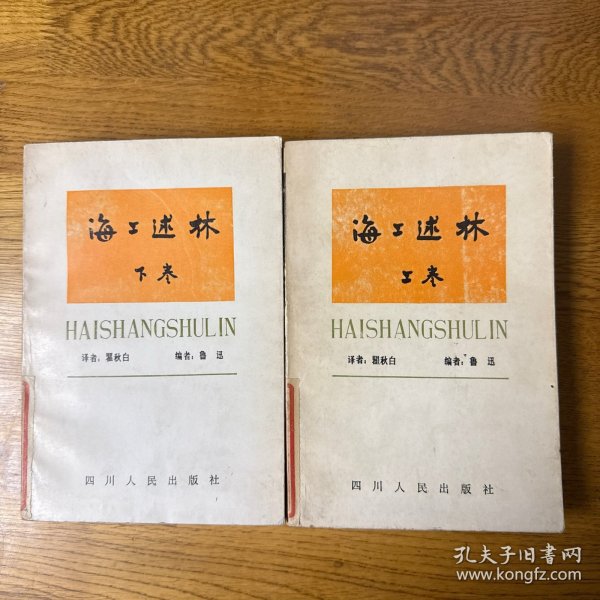 海上述林
下卷
HAISHANGSHULIN
译者：瞿秋白 编者：鲁迅
四川人民出版社
海上述林
上卷
HAISHANGSHULIN
译者：瞿秋白 编者：鲁迅
四川人民出版社
孔夫子旧书网
www.kongfz.com